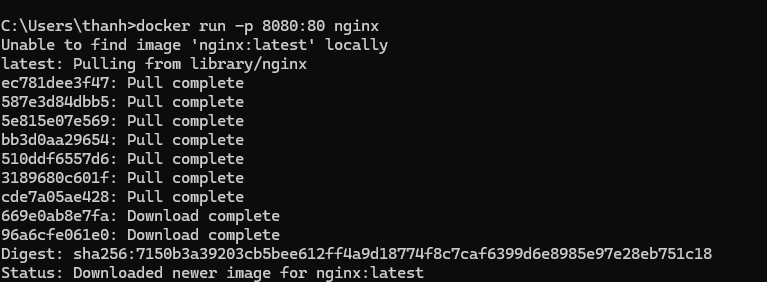 C:\Users\thanh>docker run -p 8080:80 nginx
Unable to find image 'nginx:latest' locally
latest: Pulling from library/nginx
ec781dee3f47: Pull complete
587e3d84dbb5: Pull complete
5e815e07e569: Pull complete
bb3d0aa29654: Pull complete
510ddf6557d6: Pull complete
3189680c601f: Pull complete
cde7a05ae428: Pull complete
669e0ab8e7fa: Download complete
96a6cfe061e0: Download complete
Digest: sha256:7150b3a39203cb5bee612ff4a9d18774f8c7caf6399d6e8985e97e28eb751c18
Status: Downloaded newer image for nginx:latest